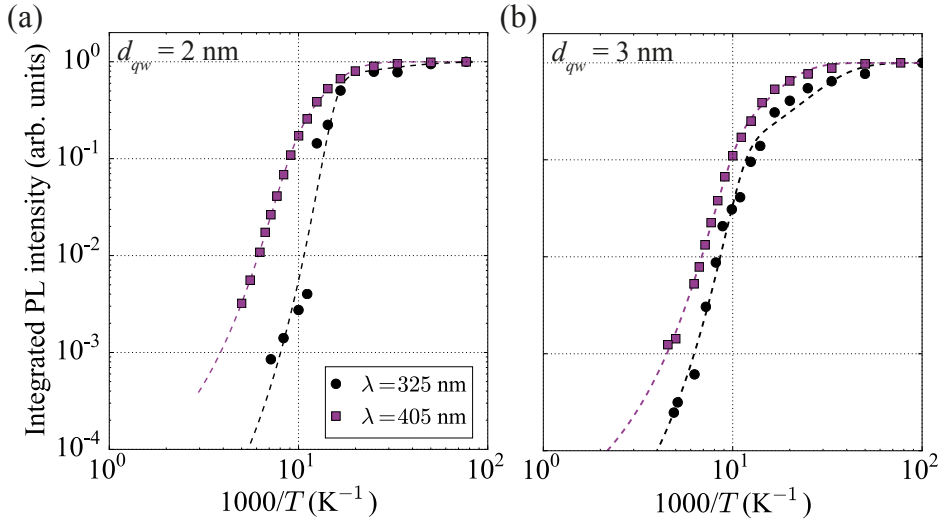 (a)
(b)
d_qw = 2 nm
d_qw = 3 nm
Integrated PL intensity (arb. units)
10^0
10^-1
10^-2
10^-3
10^-4
λ=325 nm
λ=405 nm
10^0 10^1 10^2
10^0 10^1 10^2
1000/T (K^-1)
1000/T (K^-1)